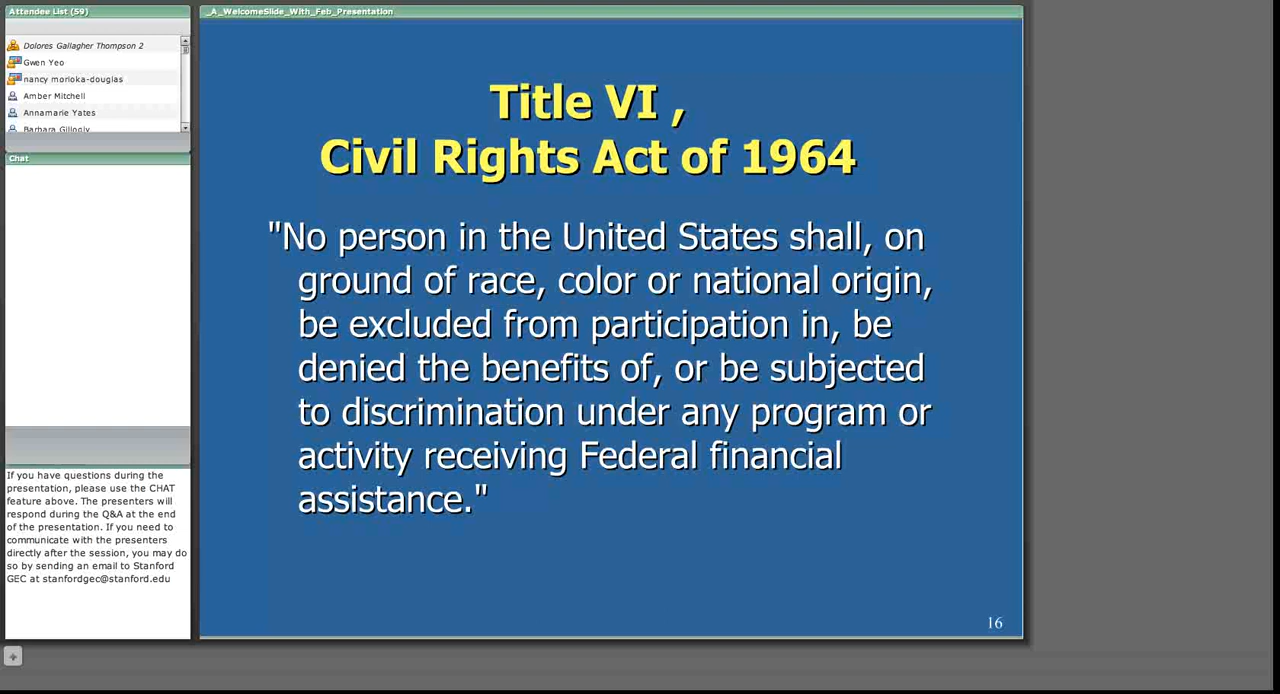 Attendee List (59)
Dolores Gallagher Thompson 2
Gwen Yeo
nancy morioka-douglas
Amber Mitchell
Annamarie Yates
Barbara Gillogly
Chat
If you have questions during the
presentation, please use the CHAT
feature above. The presenters will
respond during the Q&A at the end
of the presentation. If you need to
communicate with the presenters
directly after the session, you may do
so by sending an email to Stanford
GEC at stanfordgec@stanford.edu
_A_WelcomeSlide_With_Feb_Presentation
Title VI ,
Civil Rights Act of 1964
"No person in the United States shall, on
ground of race, color or national origin,
be excluded from participation in, be
denied the benefits of, or be subjected
to discrimination under any program or
activity receiving Federal financial
assistance."
16